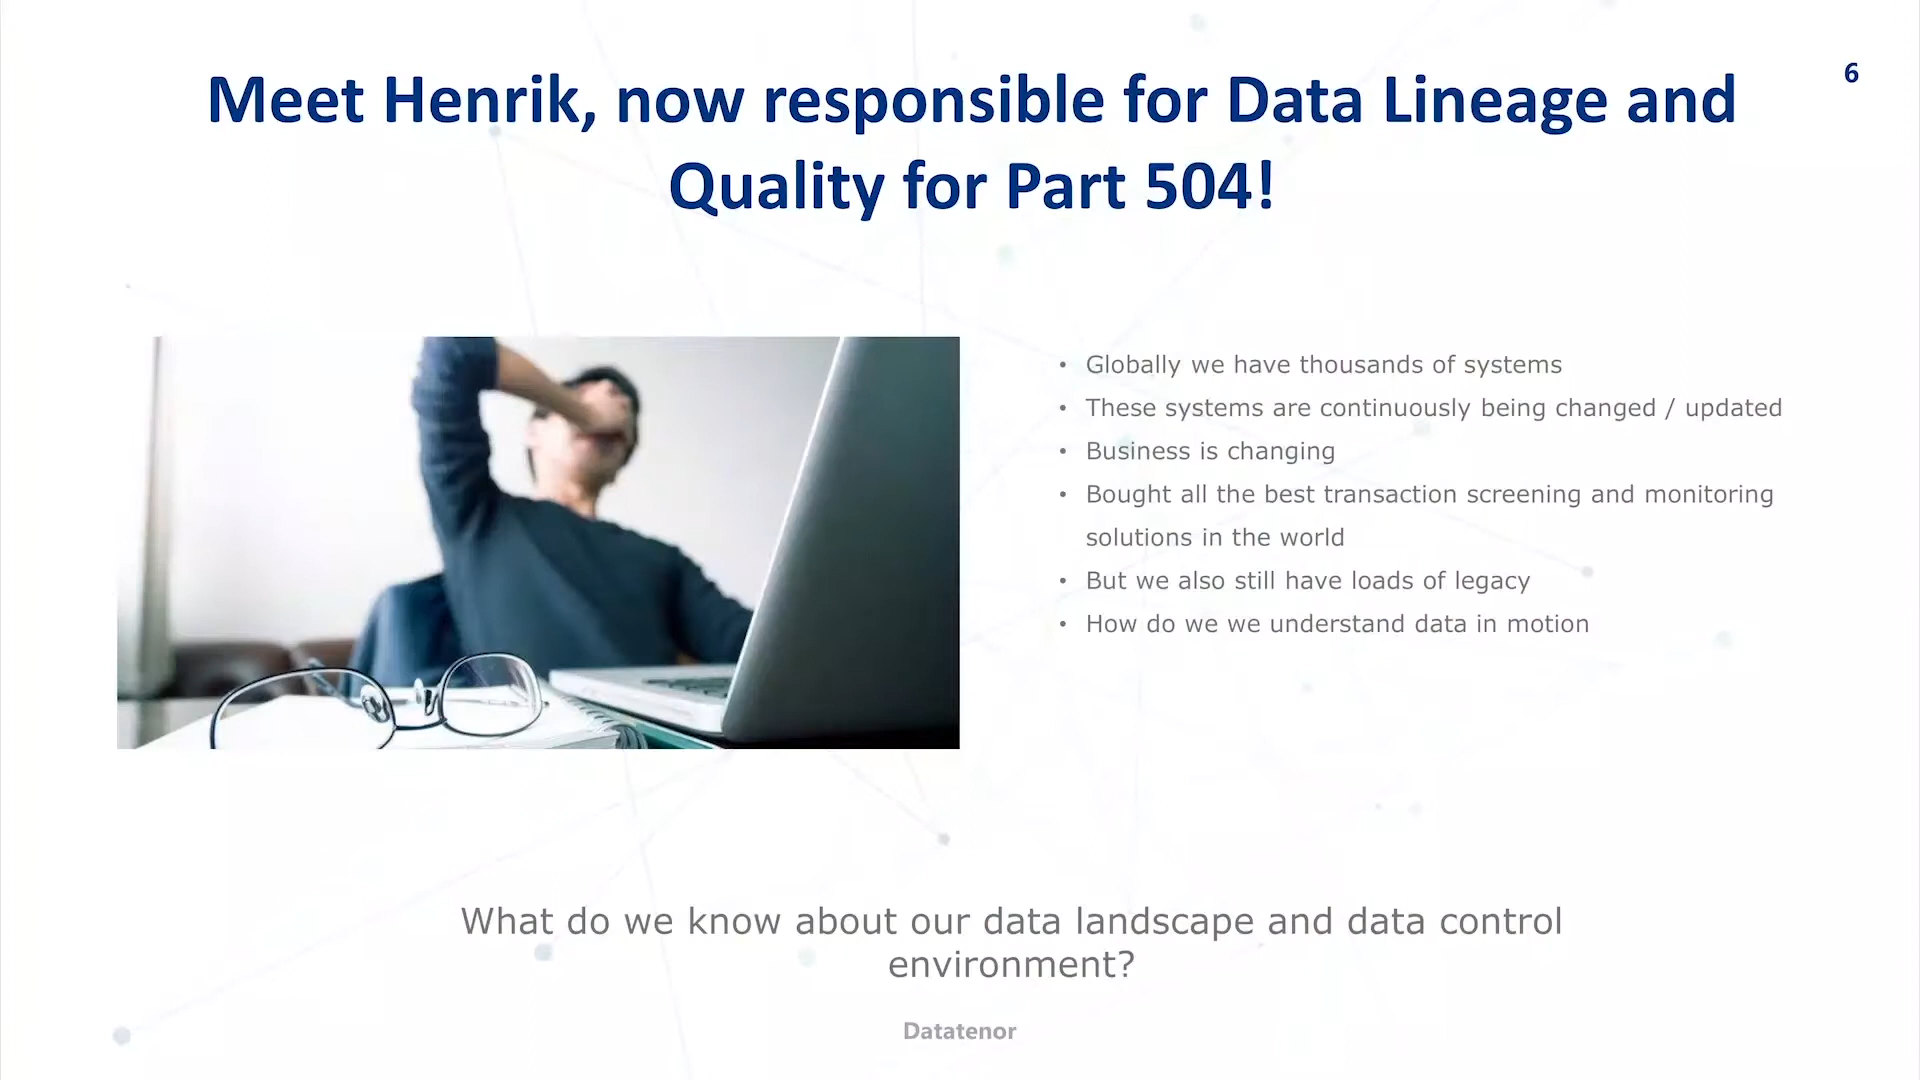 Meet Henrik, now responsible for Data Lineage and
Quality for Part 504!
6
• Globally we have thousands of systems
• These systems are continuously being changed / updated
• Business is changing
• Bought all the best transaction screening and monitoring
solutions in the world
• But we also still have loads of legacy
• How do we we understand data in motion
What do we know about our data landscape and data control
environment?
Datatenor